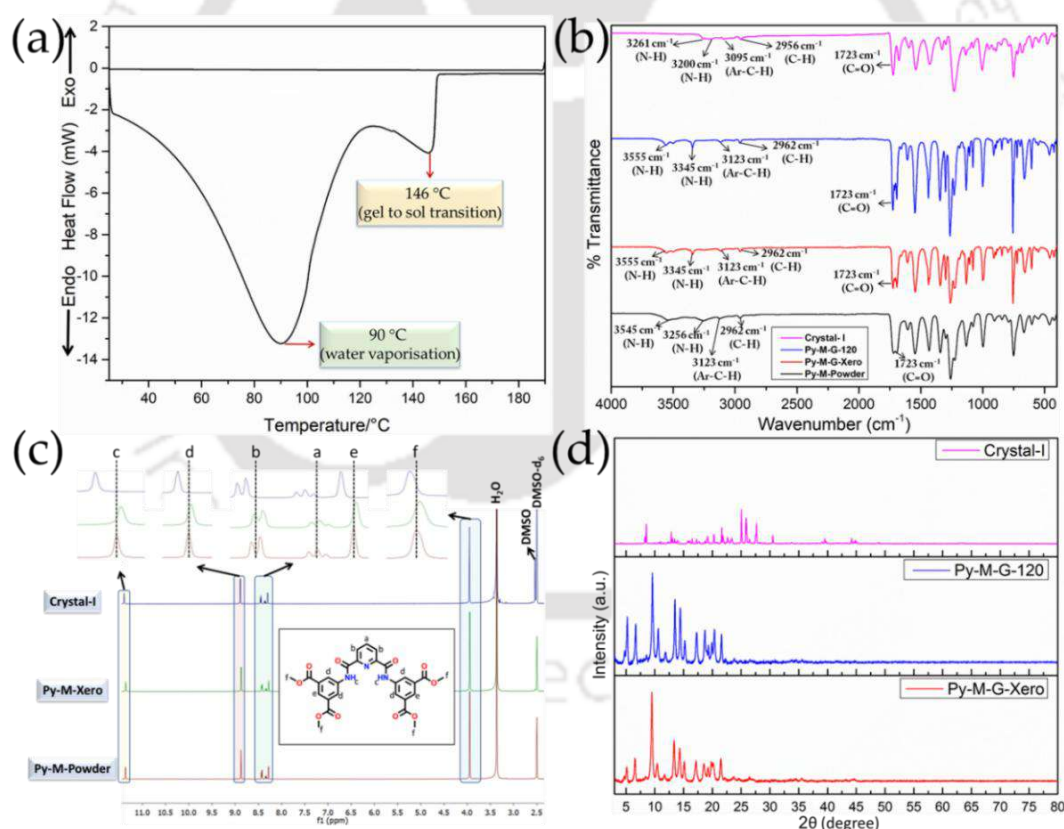 (a)
Endo Heat Flow (mW) Exo
2
0
-2
-4
-6
-8
-10
-12
-14
146 °C
(gel to sol transition)
90 °C
(water vaporisation)
40
60
80
100
120
140
160
180
Temperature/°C
(b)
% Transmittance
3261 cm⁻¹
(N-H)
3200 cm⁻¹
(N-H)
3095 cm⁻¹
(Ar-C-H)
2956 cm⁻¹
(C-H)
1723 cm⁻¹
(C=O)
3555 cm⁻¹
(N-H)
3345 cm⁻¹
(N-H)
3123 cm⁻¹
(Ar-C-H)
2962 cm⁻¹
(C-H)
1723 cm⁻¹
(C=O)
3555 cm⁻¹
(N-H)
3345 cm⁻¹
(N-H)
3123 cm⁻¹
(Ar-C-H)
2962 cm⁻¹
(C-H)
1723 cm⁻¹
(C=O)
3545 cm⁻¹
(N-H)
3256 cm⁻¹
(N-H)
3123 cm⁻¹
(Ar-C-H)
2962 cm⁻¹
(C-H)
1723 cm⁻¹
(C=O)
Crystal-I
Py-M-G-120
Py-M-G-Xero
Py-M-Powder
4000 3500 3000 2500 2000 1500 1000 500
Wavenumber (cm⁻¹)
(c)
c d b a e f
H₂O
DMSO
DMSO-d₆
Crystal-I
Py-M-Xero
Py-M-Powder
a
b b
O N O
d c NH HN c d
f O O O O f
e e
d d
O O O O
f f
11.0 10.5 10.0 9.5 9.0 8.5 8.0 7.5 7.0 6.5 6.0 5.5 5.0 4.5 4.0 3.5 3.0 2.5
f1 (ppm)
(d)
Intensity (a.u.)
Crystal-I
Py-M-G-120
Py-M-G-Xero
10 20 30 40 50 60 70 80
2θ (degree)